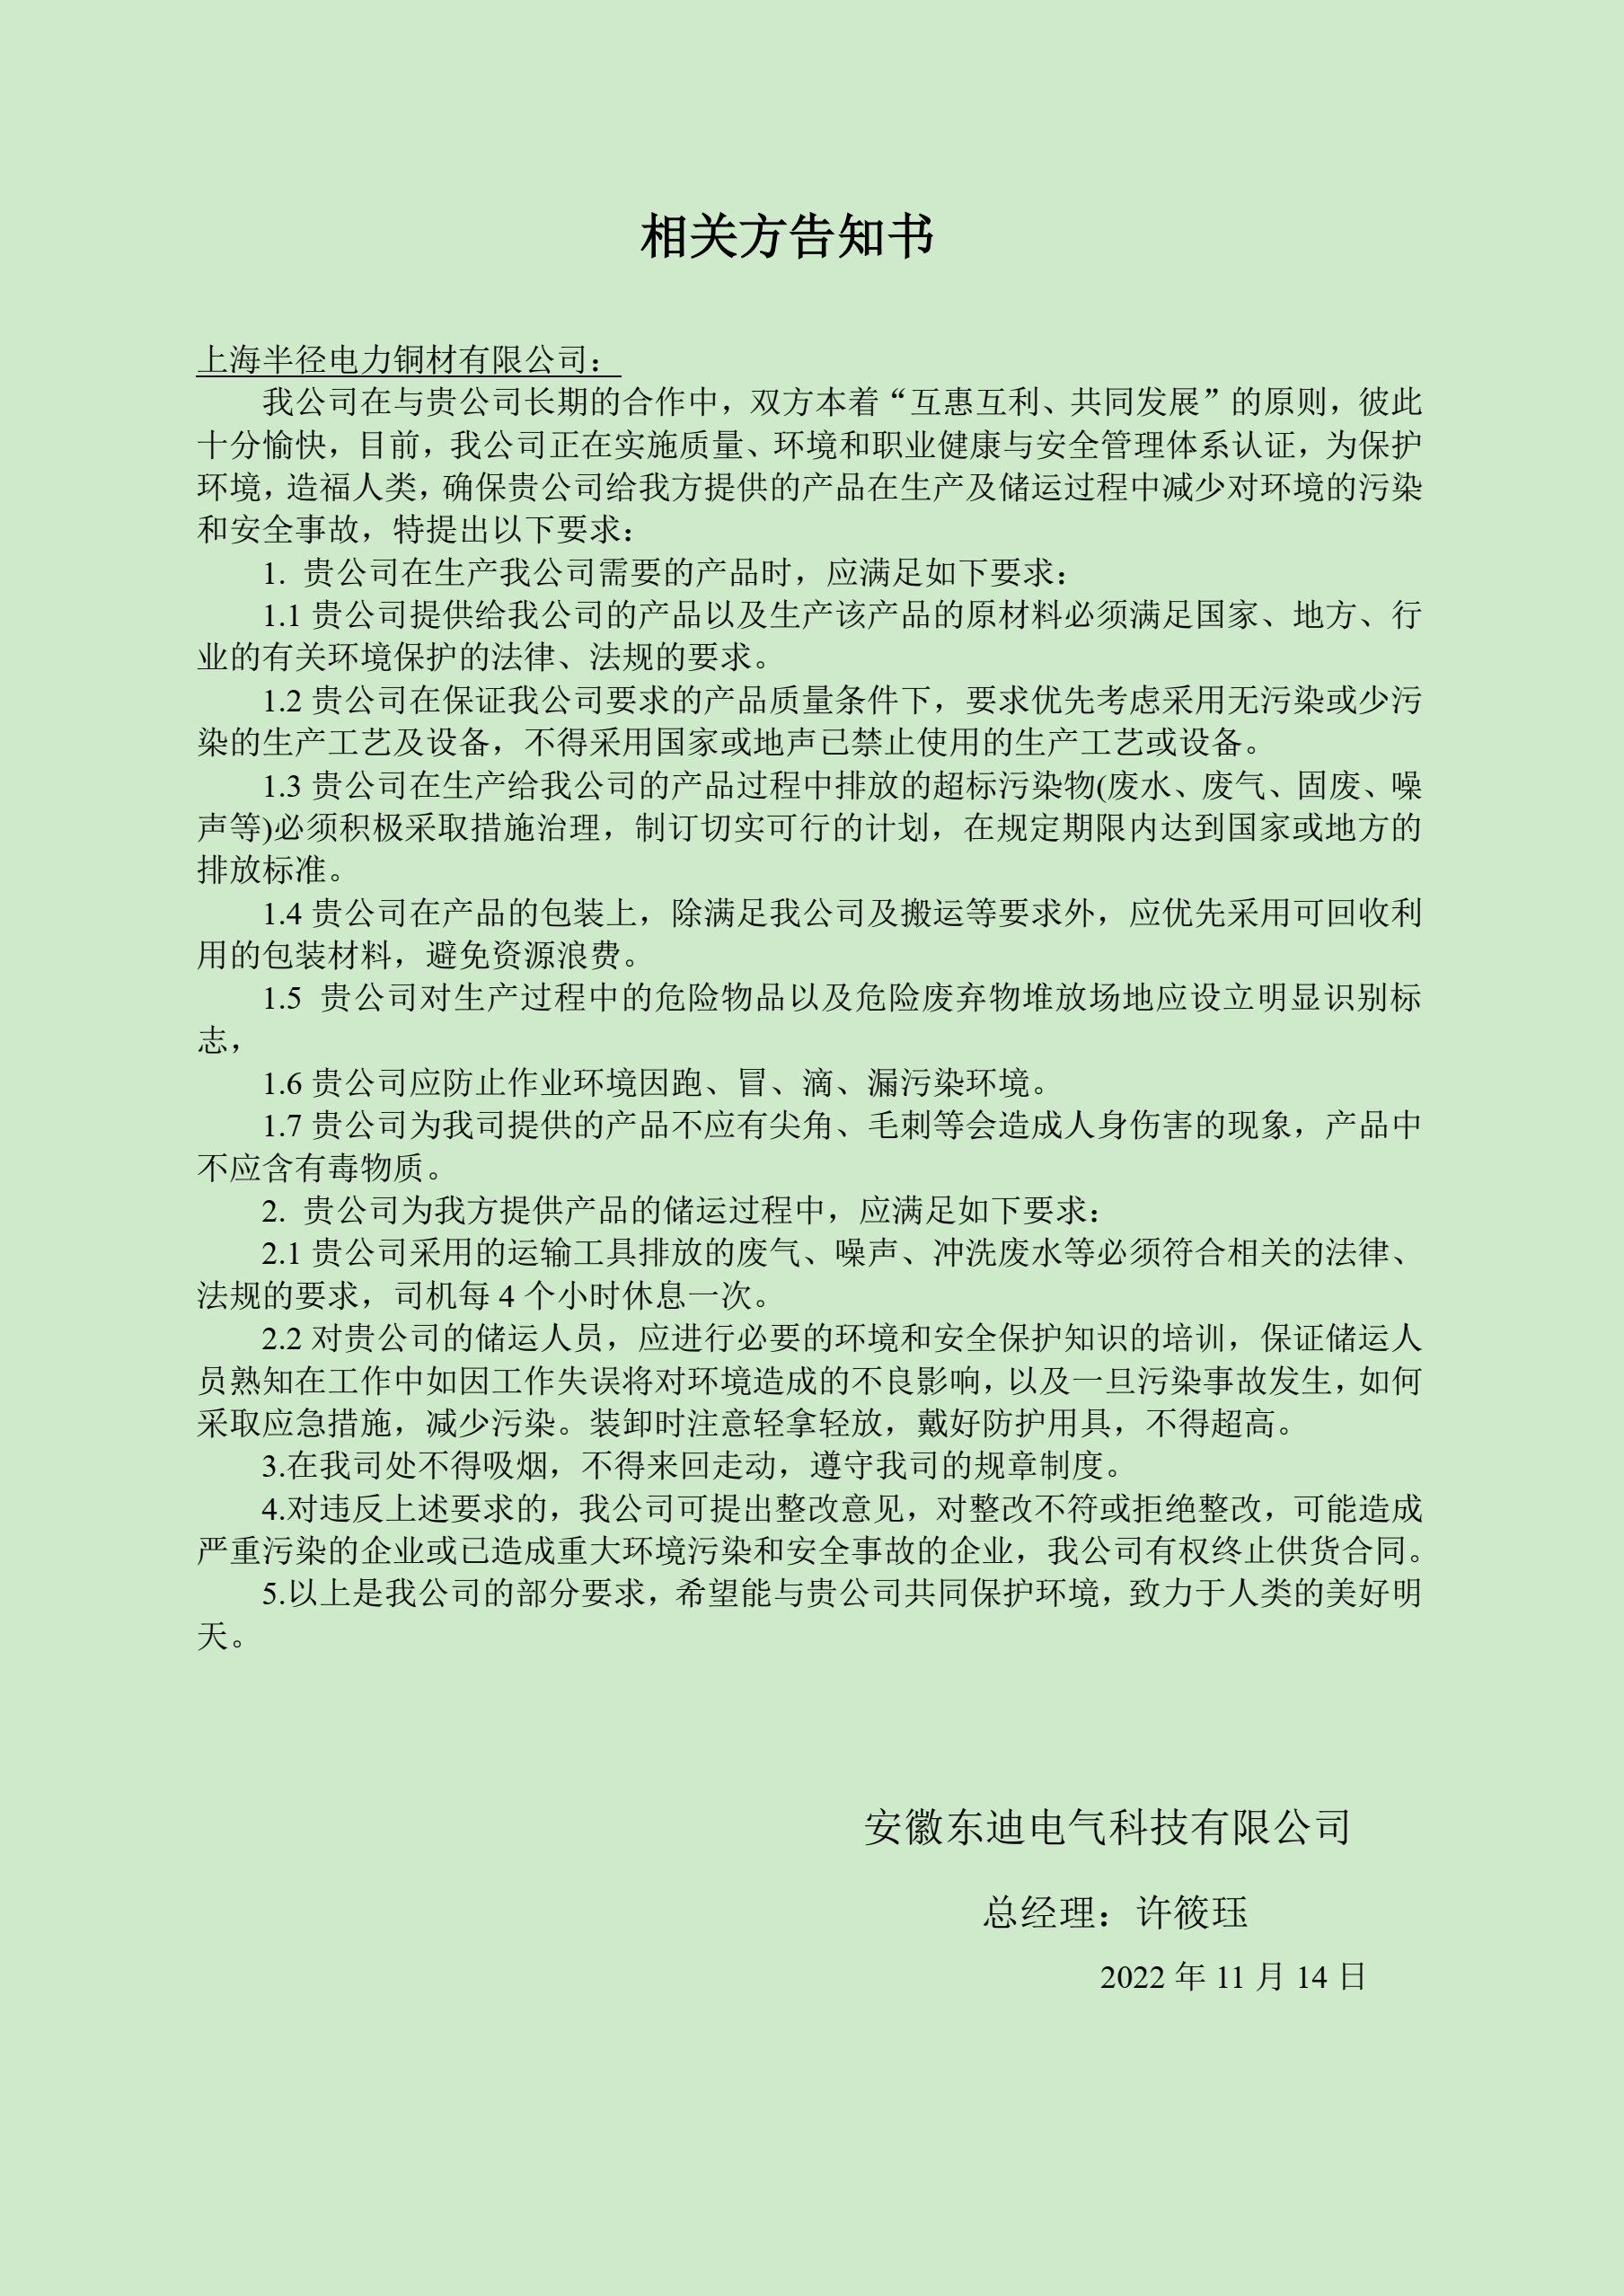 相关方告知书
上海半径电力铜材有限公司：
我公司在与贵公司长期的合作中，双方本着“互惠互利、共同发展”的原则，彼此
十分愉快，目前，我公司正在实施质量、环境和职业健康与安全管理体系认证，为保护
环境，造福人类，确保贵公司给我方提供的产品在生产及储运过程中减少对环境的污染
和安全事故，特提出以下要求：
1. 贵公司在生产我公司需要的产品时，应满足如下要求：
1.1 贵公司提供给我公司的产品以及生产该产品的原材料必须满足国家、地方、行
业的有关环境保护的法律、法规的要求。
1.2 贵公司在保证我公司要求的产品质量条件下，要求优先考虑采用无污染或少污
染的生产工艺及设备，不得采用国家或地声已禁止使用的生产工艺或设备。
1.3 贵公司在生产给我公司的产品过程中排放的超标污染物(废水、废气、固废、噪
声等)必须积极采取措施治理，制订切实可行的计划，在规定期限内达到国家或地方的
排放标准。
1.4 贵公司在产品的包装上，除满足我公司及搬运等要求外，应优先采用可回收利
用的包装材料，避免资源浪费。
1.5 贵公司对生产过程中的危险物品以及危险废弃物堆放场地应设立明显识别标
志，
1.6 贵公司应防止作业环境因跑、冒、滴、漏污染环境。
1.7 贵公司为我司提供的产品不应有尖角、毛刺等会造成人身伤害的现象，产品中
不应含有毒物质。
2. 贵公司为我方提供产品的储运过程中，应满足如下要求：
2.1 贵公司采用的运输工具排放的废气、噪声、冲洗废水等必须符合相关的法律、
法规的要求，司机每 4 个小时休息一次。
2.2 对贵公司的储运人员，应进行必要的环境和安全保护知识的培训，保证储运人
员熟知在工作中如因工作失误将对环境造成的不良影响，以及一旦污染事故发生，如何
采取应急措施，减少污染。装卸时注意轻拿轻放，戴好防护用具，不得超高。
3.在我司处不得吸烟，不得来回走动，遵守我司的规章制度。
4.对违反上述要求的，我公司可提出整改意见，对整改不符或拒绝整改，可能造成
严重污染的企业或已造成重大环境污染和安全事故的企业，我公司有权终止供货合同。
5.以上是我公司的部分要求，希望能与贵公司共同保护环境，致力于人类的美好明
天。
安徽东迪电气科技有限公司
总经理：许筱珏
2022 年 11 月 14 日